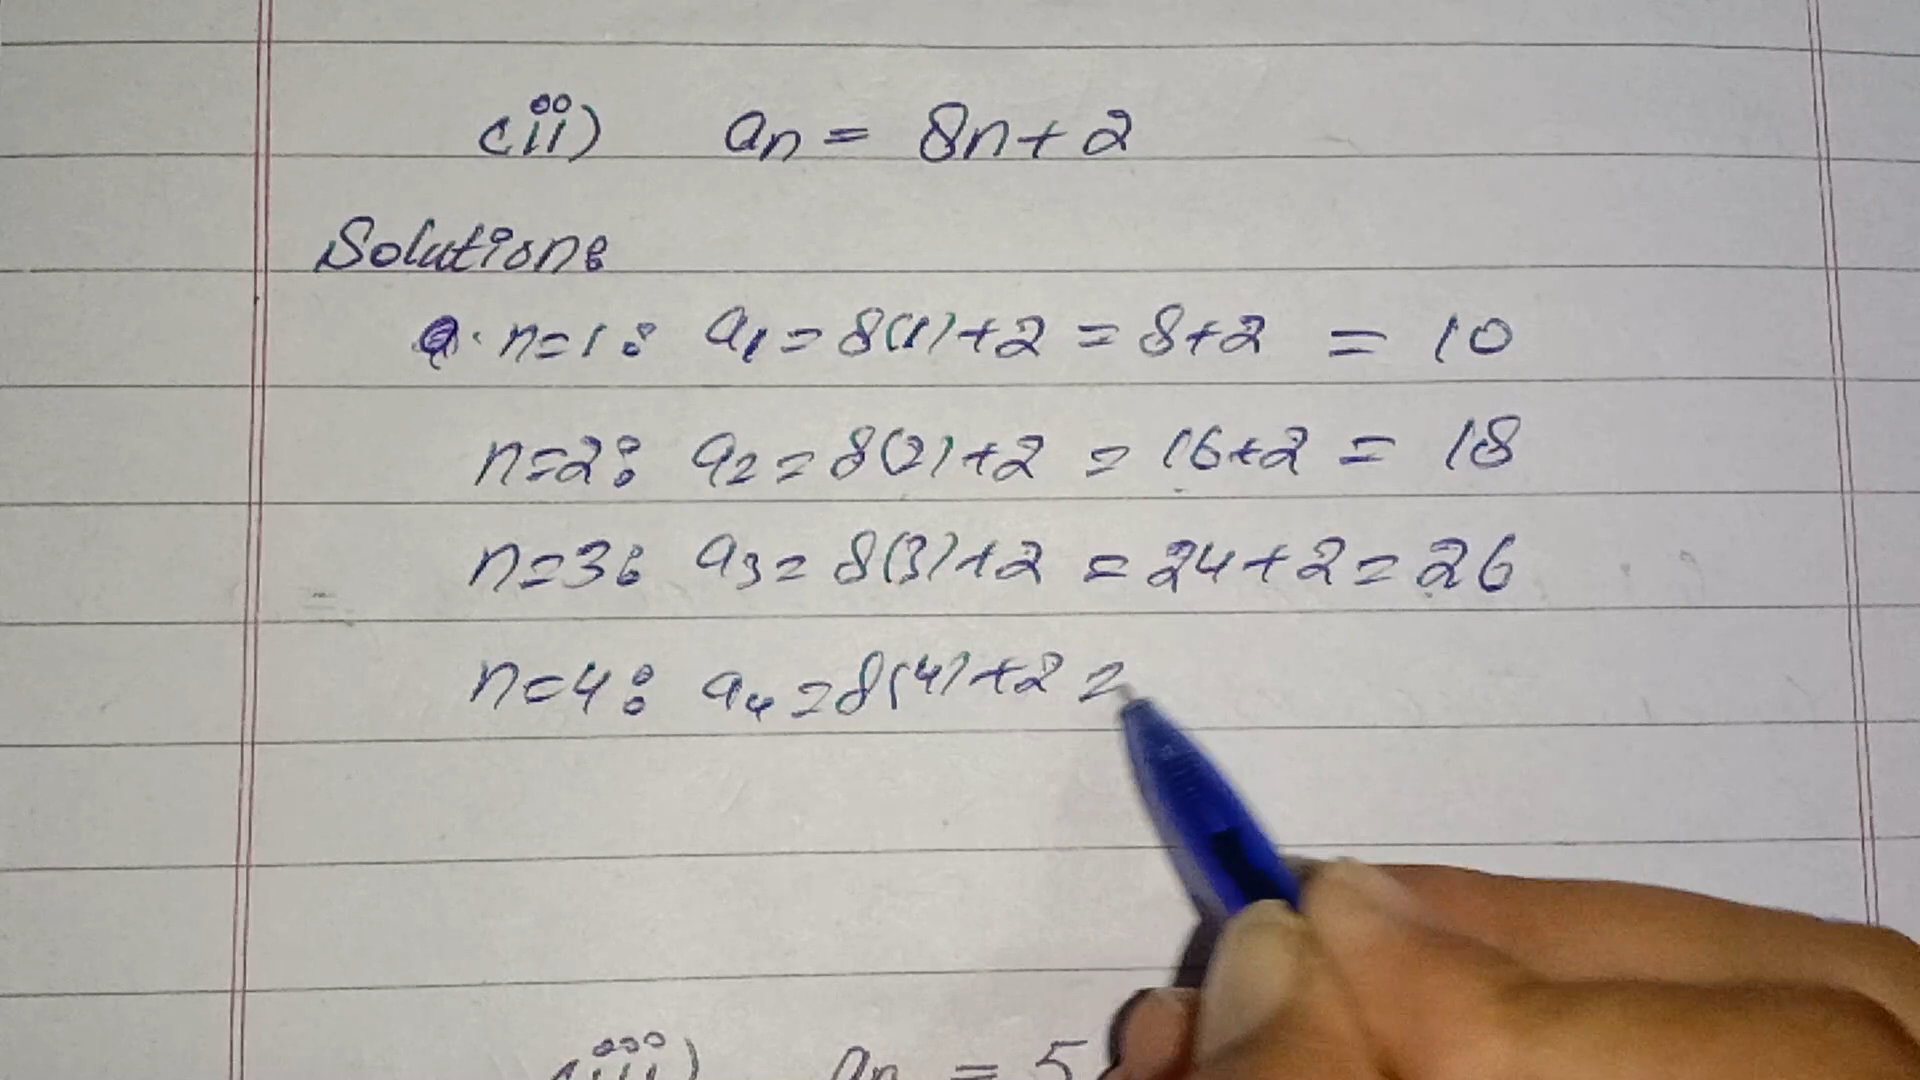 (ii) an = 8n+2
Solution:
n=1: a1 = 8(1)+2 = 8+2 = 10
n=2: a2 = 8(2)+2 = 16+2 = 18
n=3: a3 = 8(3)+2 = 24+2 = 26
n=4: a4 = 8(4)+2 =
(iii) an = 5